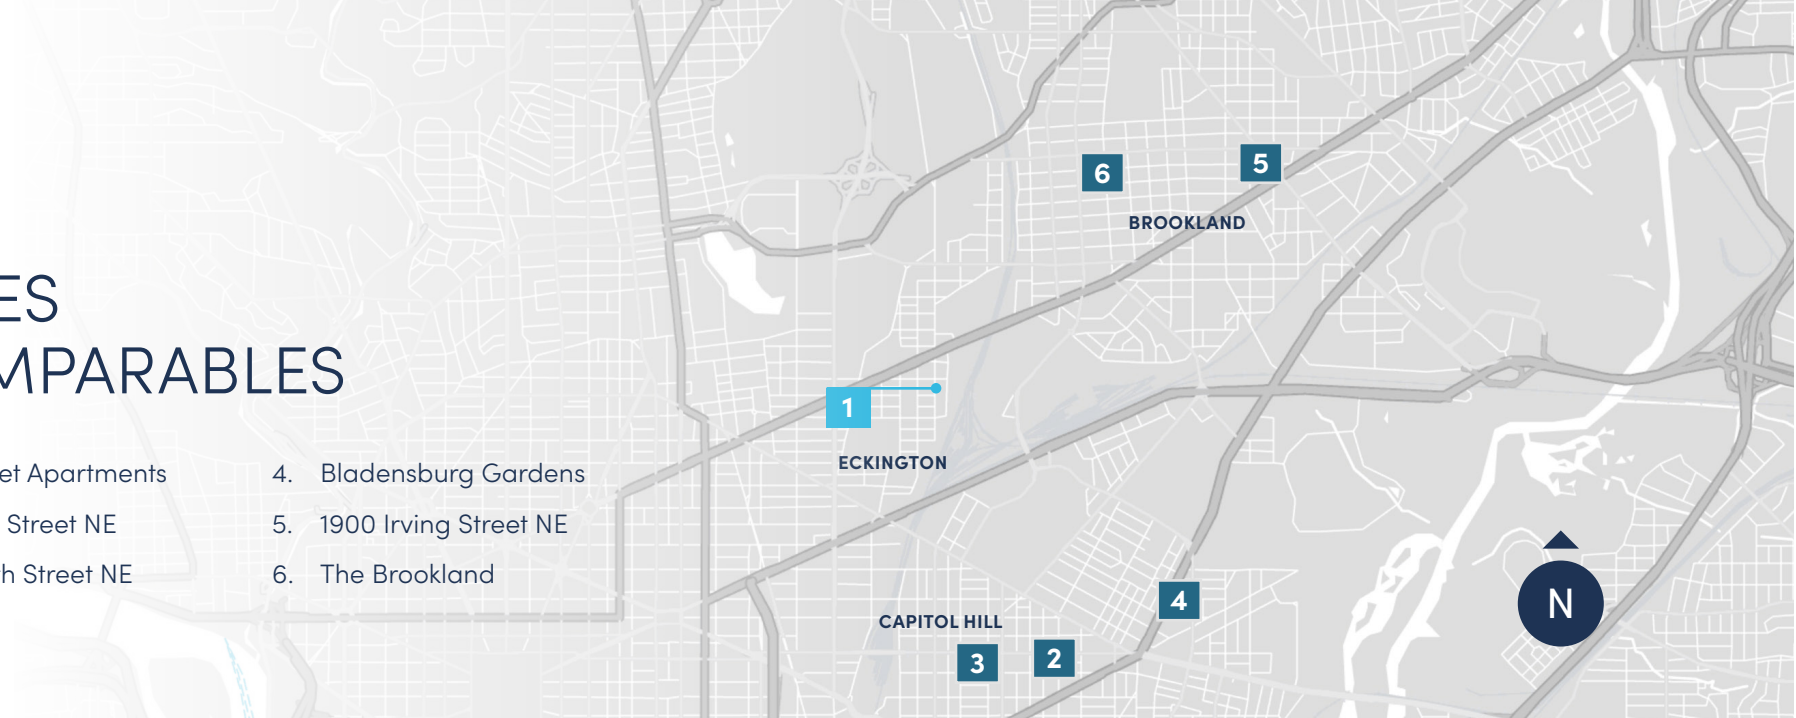 ES
MPARABLES
et Apartments
Street NE
th Street NE
4. Bladensburg Gardens
5. 1900 Irving Street NE
6. The Brookland
6
5
BROOKLAND
1
ECKINGTON
4
CAPITOL HILL
3
2
N